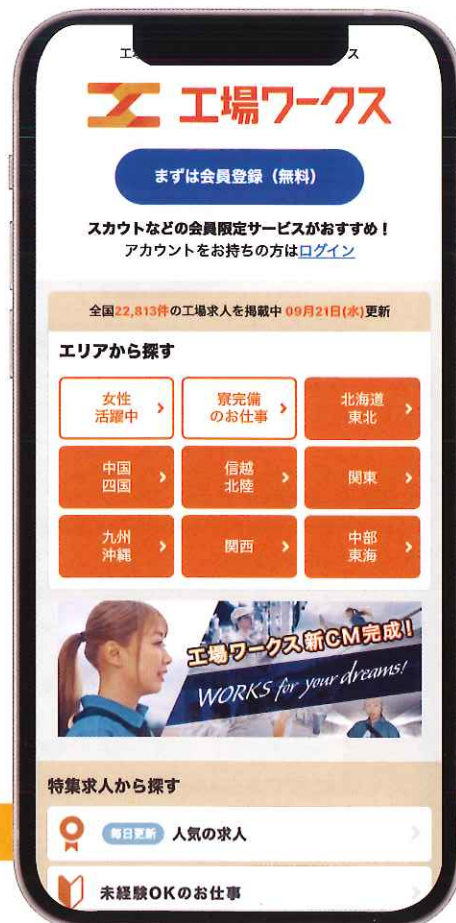 工場ワークス
まずは会員登録（無料）
スカウトなどの会員限定サービスがおすすめ！
アカウントをお持ちの方はログイン
全国22,813件の工場求人を掲載中 09月21日(水)更新
エリアから探す
女性
活躍中
寮完備
のお仕事
北海道
東北
中国
四国
信越
北陸
関東
九州
沖縄
関西
中部
東海
工場ワークス新CM完成！
WORKS for your dreams!
特集求人から探す
毎日更新 人気の求人
未経験OKのお仕事